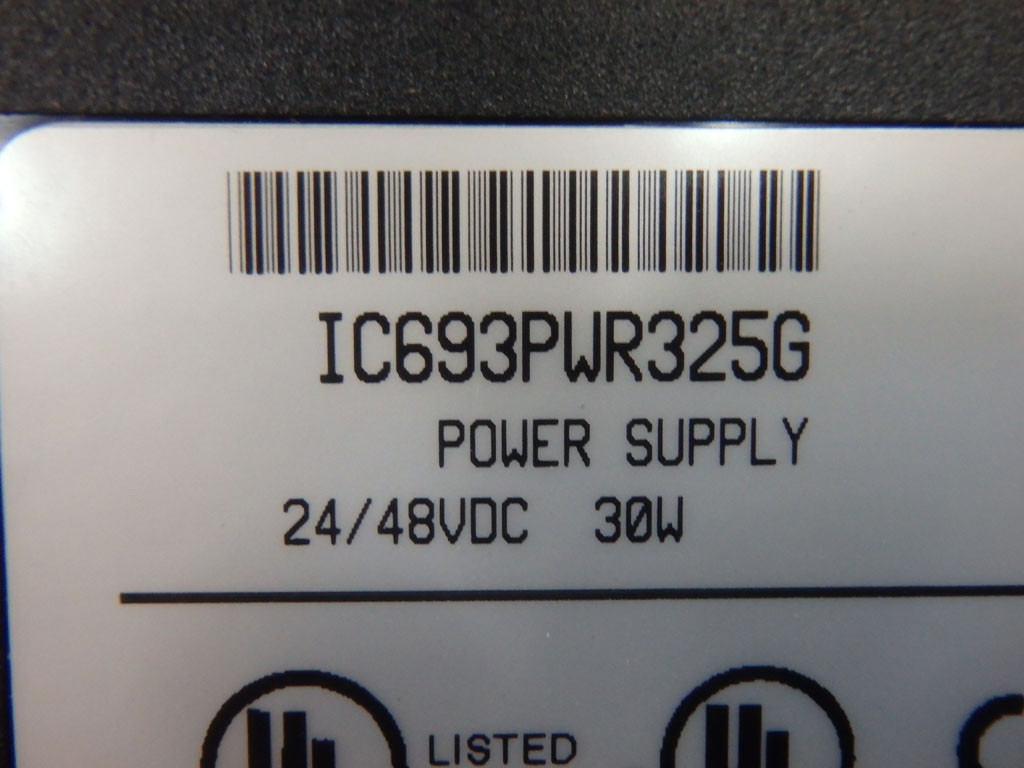 IC693PWR325G
POWER SUPPLY
24/48VDC 30W
LISTED